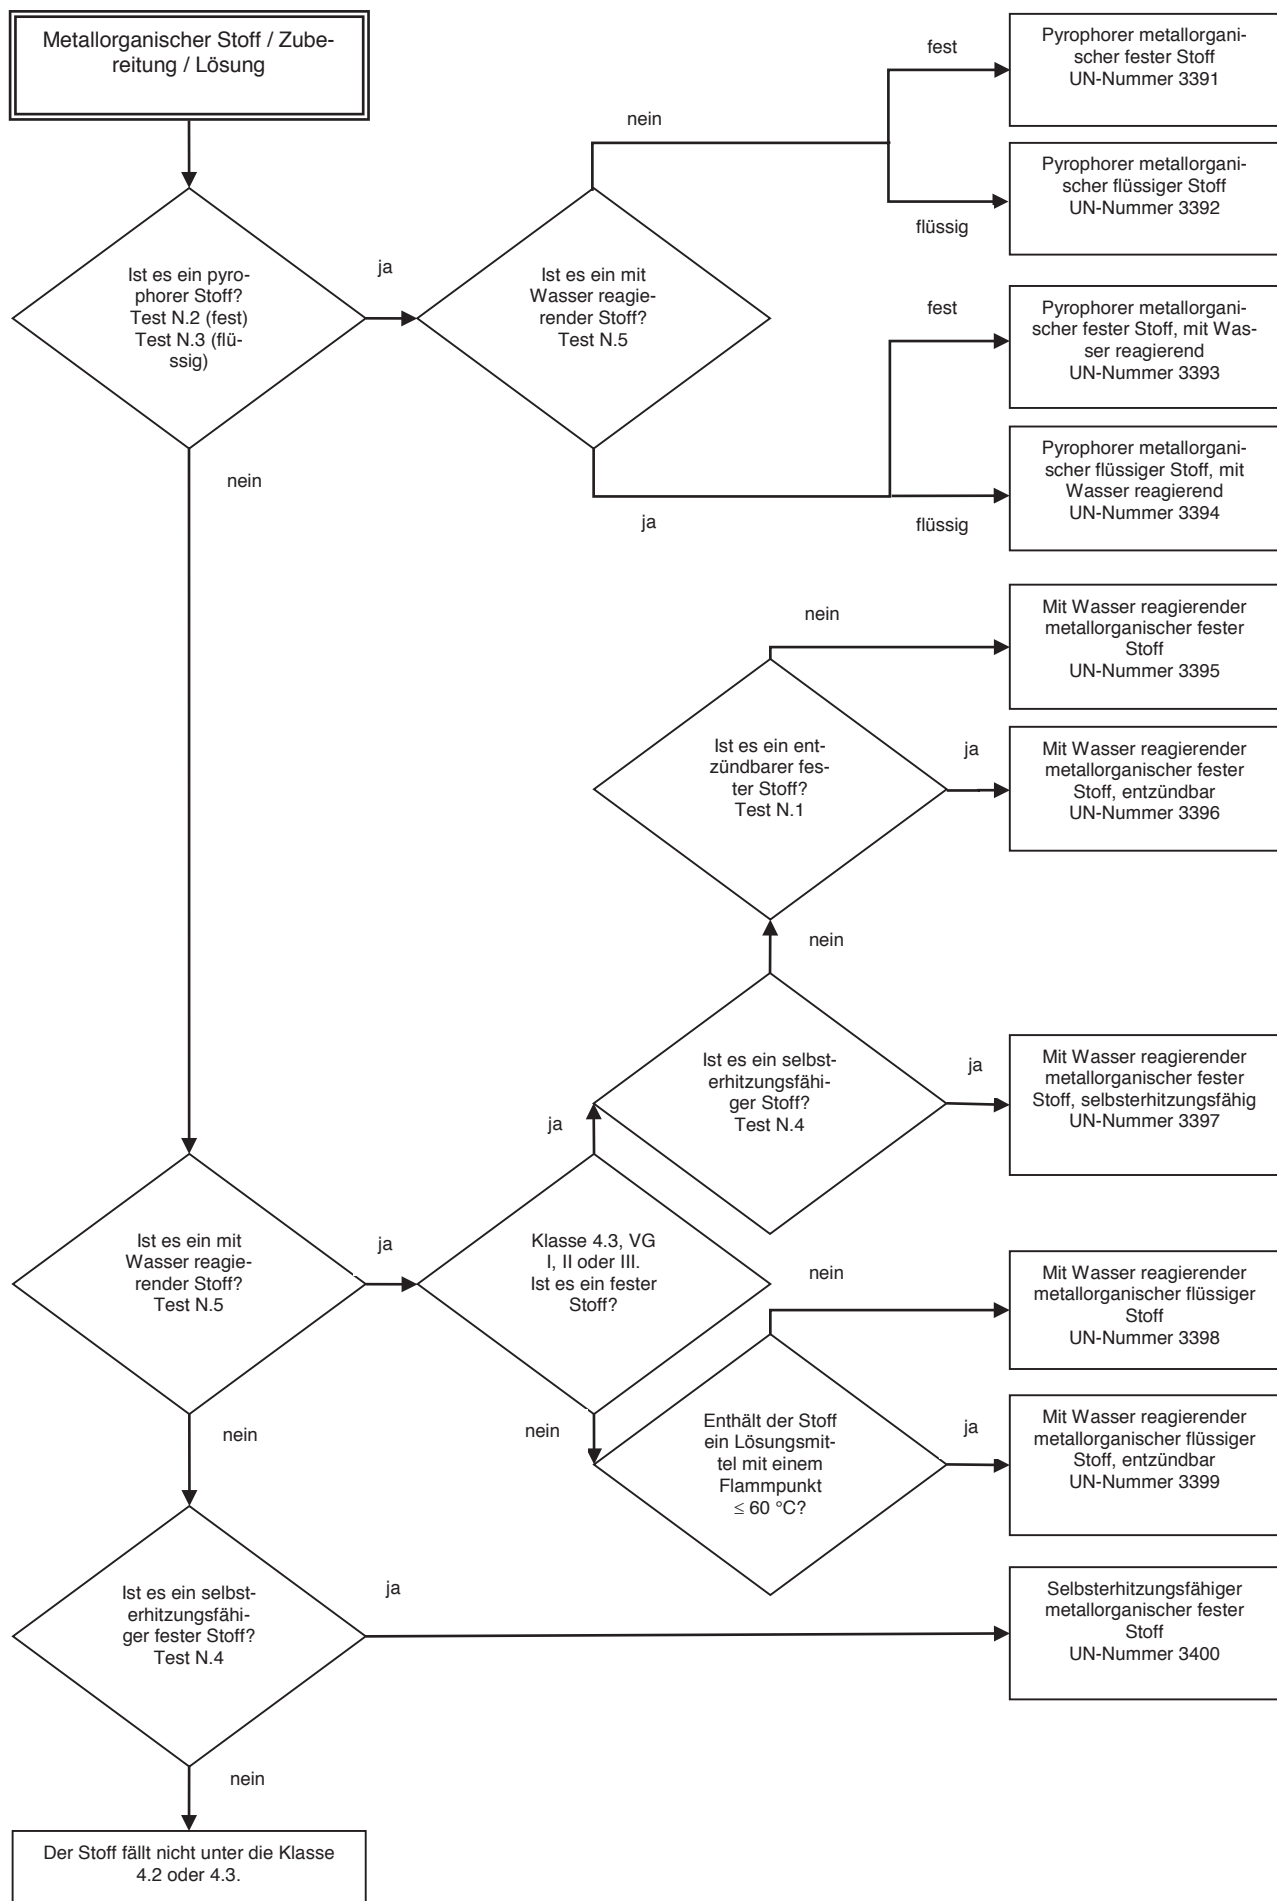 Metallorganischer Stoff / Zube-
reitung / Lösung
fest
Pyrophorer metallorgani-
scher fester Stoff
UN-Nummer 3391
nein
Pyrophorer metallorgani-
scher flüssiger Stoff
UN-Nummer 3392
flüssig
Ist es ein pyro-
phorer Stoff?
Test N.2 (fest)
Test N.3 (flü-
ssig)
ja
Ist es ein mit
Wasser reagie-
render Stoff?
Test N.5
fest
Pyrophorer metallorgani-
scher fester Stoff, mit Was-
ser reagierend
UN-Nummer 3393
nein
ja
flüssig
Pyrophorer metallorgani-
scher flüssiger Stoff, mit
Wasser reagierend
UN-Nummer 3394
nein
Mit Wasser reagierender
metallorganischer fester
Stoff
UN-Nummer 3395
Ist es ein ent-
zündbarer fes-
ter Stoff?
Test N.1
ja
Mit Wasser reagierender
metallorganischer fester
Stoff, entzündbar
UN-Nummer 3396
nein
Ist es ein selbst-
erhitzungsfähi-
ger Stoff?
Test N.4
ja
Mit Wasser reagierender
metallorganischer fester
Stoff, selbsterhitzungsfähig
UN-Nummer 3397
ja
Ist es ein mit
Wasser reagie-
render Stoff?
Test N.5
ja
Klasse 4.3, VG
I, II oder III.
Ist es ein fester
Stoff?
nein
Mit Wasser reagierender
metallorganischer flüssiger
Stoff
UN-Nummer 3398
nein
nein
Enthält der Stoff
ein Lösungsmit-
tel mit einem
Flammpunkt
≤ 60 °C?
ja
Mit Wasser reagierender
metallorganischer flüssiger
Stoff, entzündbar
UN-Nummer 3399
Ist es ein selbst-
erhitzungsfähi-
ger fester Stoff?
Test N.4
ja
Selbsterhitzungsfähiger
metallorganischer fester
Stoff
UN-Nummer 3400
nein
Der Stoff fällt nicht unter die Klasse
4.2 oder 4.3.